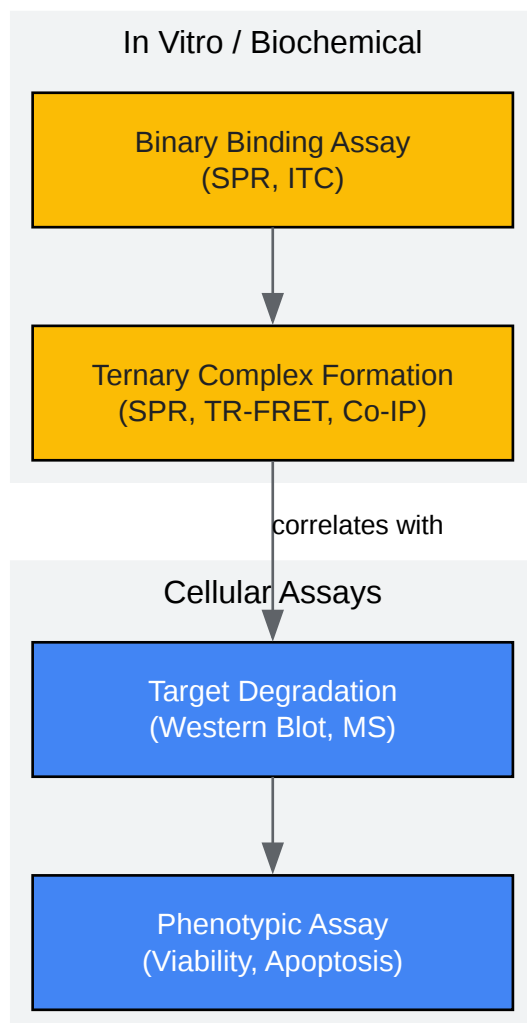 In Vitro / Biochemical
Binary Binding Assay
(SPR, ITC)
Ternary Complex Formation
(SPR, TR-FRET, Co-IP)
correlates with
Cellular Assays
Target Degradation
(Western Blot, MS)
Phenotypic Assay
(Viability, Apoptosis)